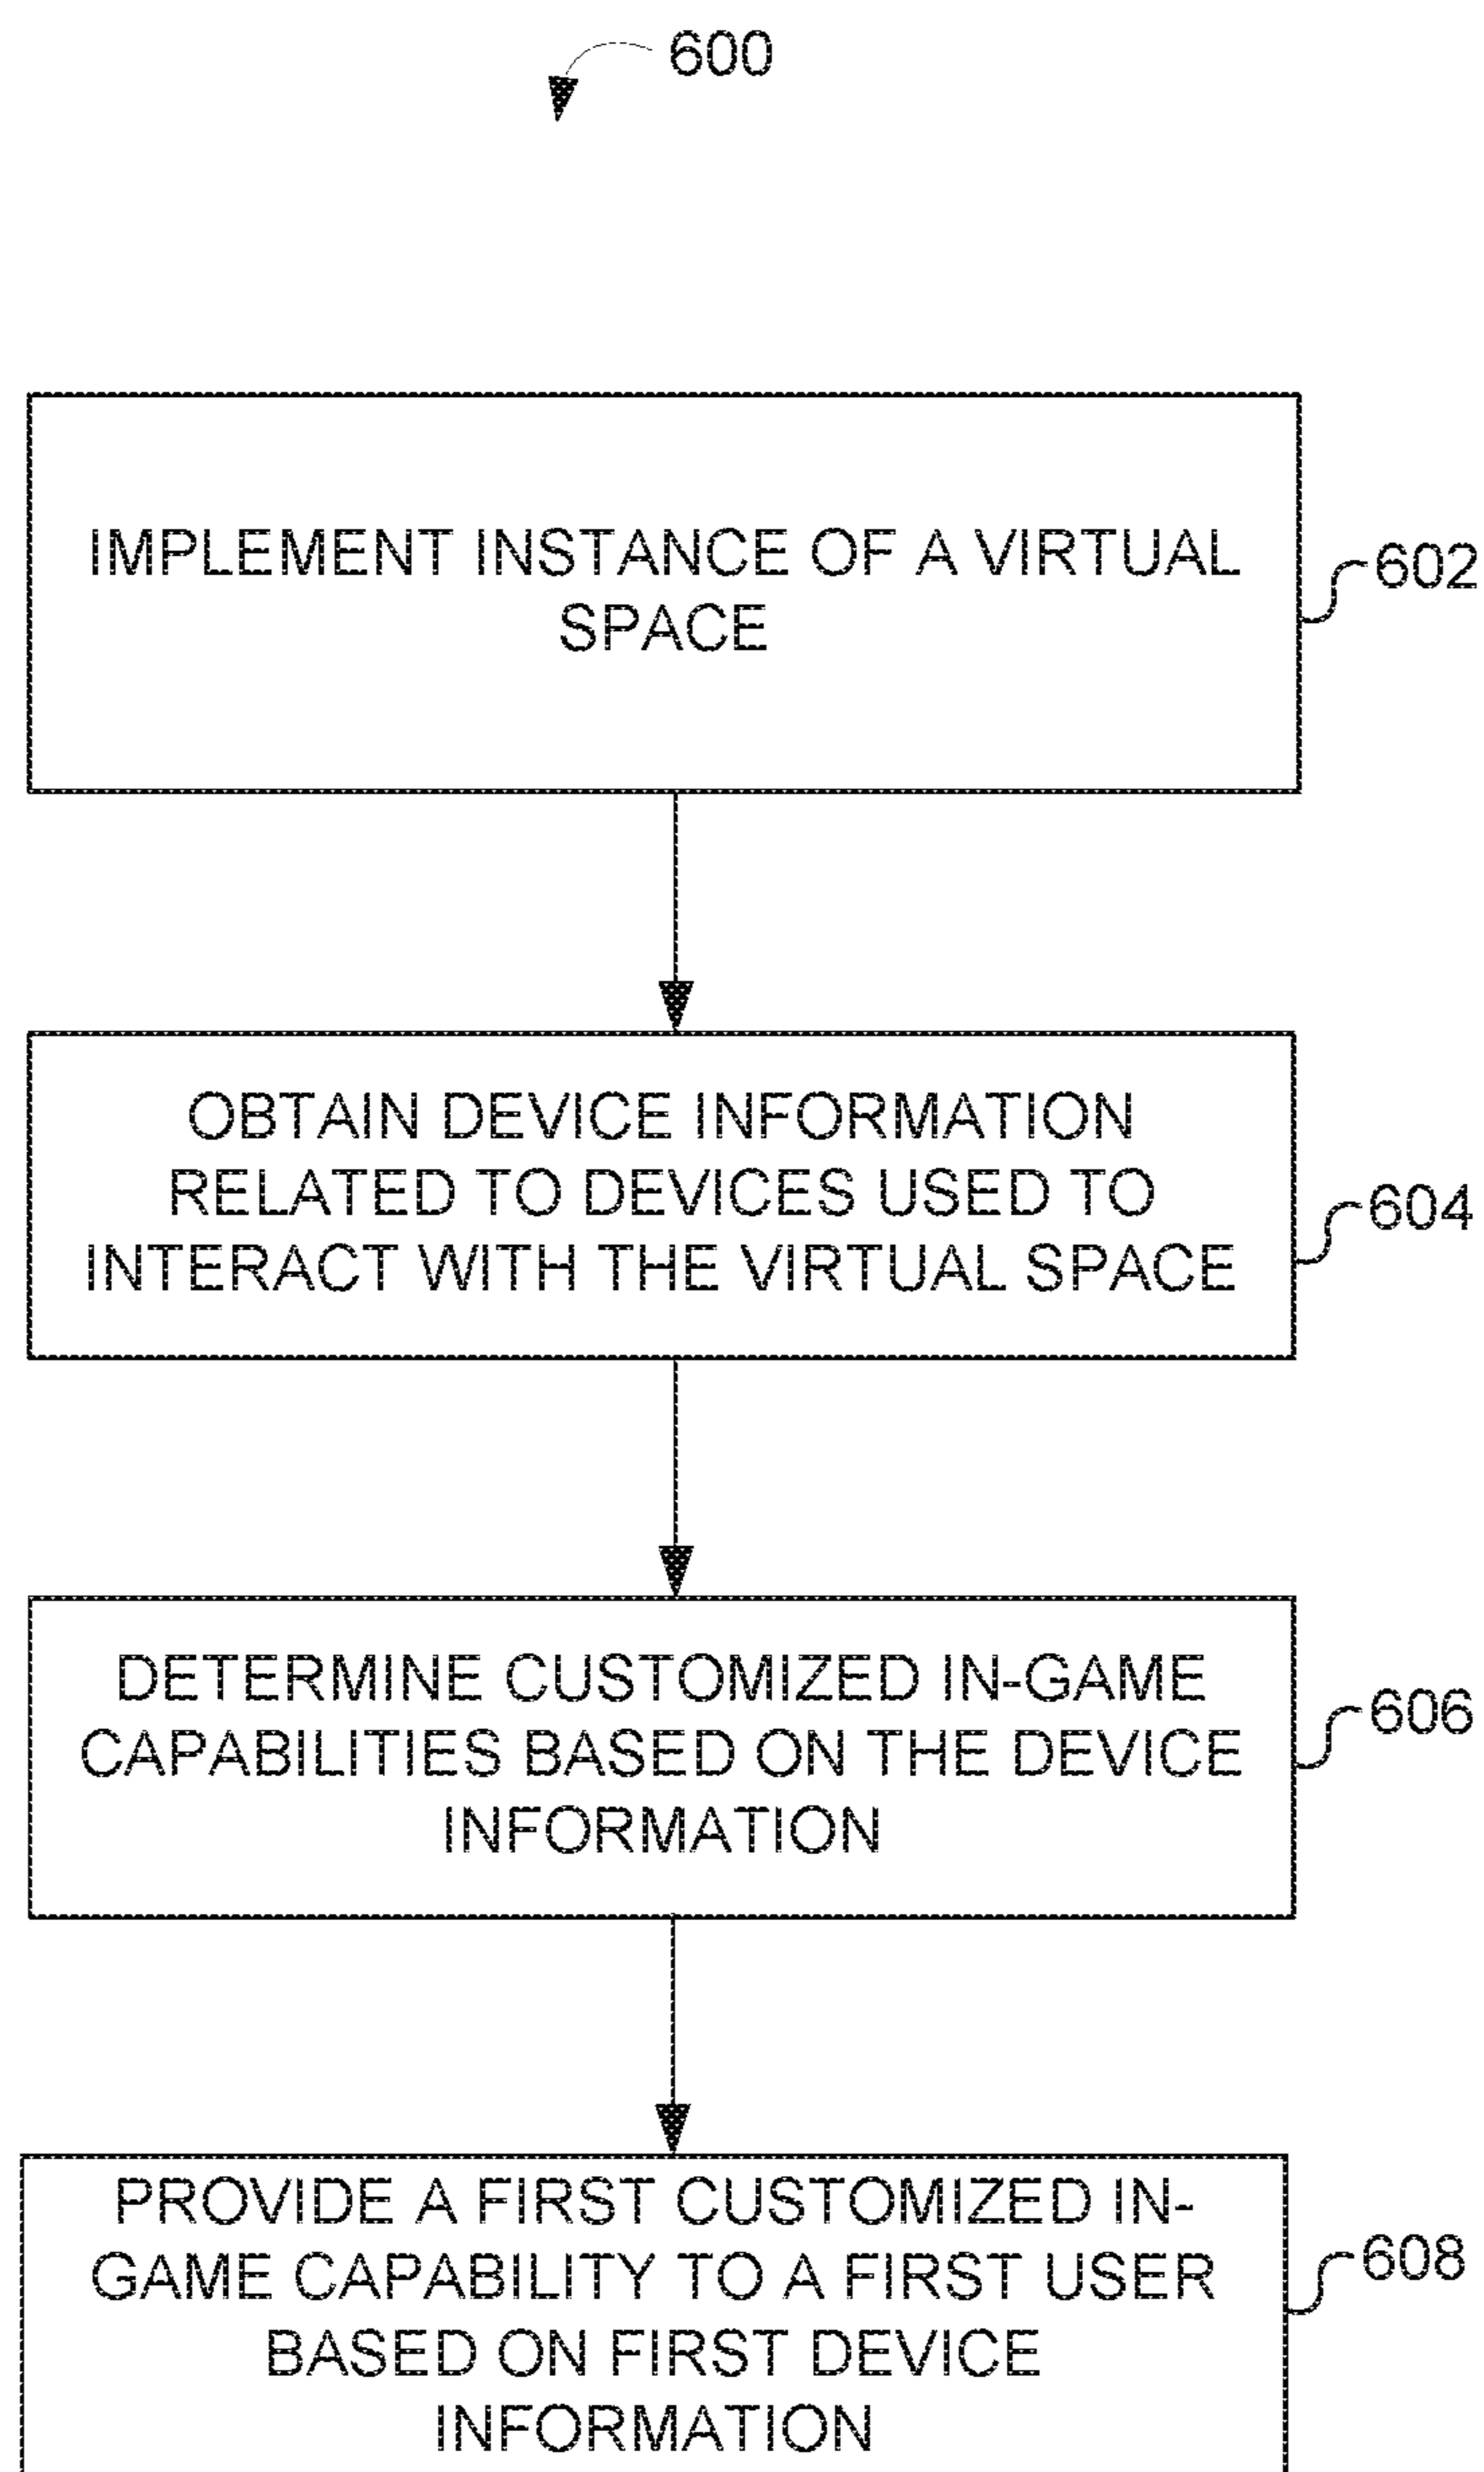 600
IMPLEMENT INSTANCE OF A VIRTUAL
SPACE
602
OBTAIN DEVICE INFORMATION
RELATED TO DEVICES USED TO
INTERACT WITH THE VIRTUAL SPACE
604
DETERMINE CUSTOMIZED IN-GAME
CAPABILITIES BASED ON THE DEVICE
INFORMATION
606
PROVIDE A FIRST CUSTOMIZED IN-
GAME CAPABILITY TO A FIRST USER
BASED ON FIRST DEVICE
INFORMATION
608